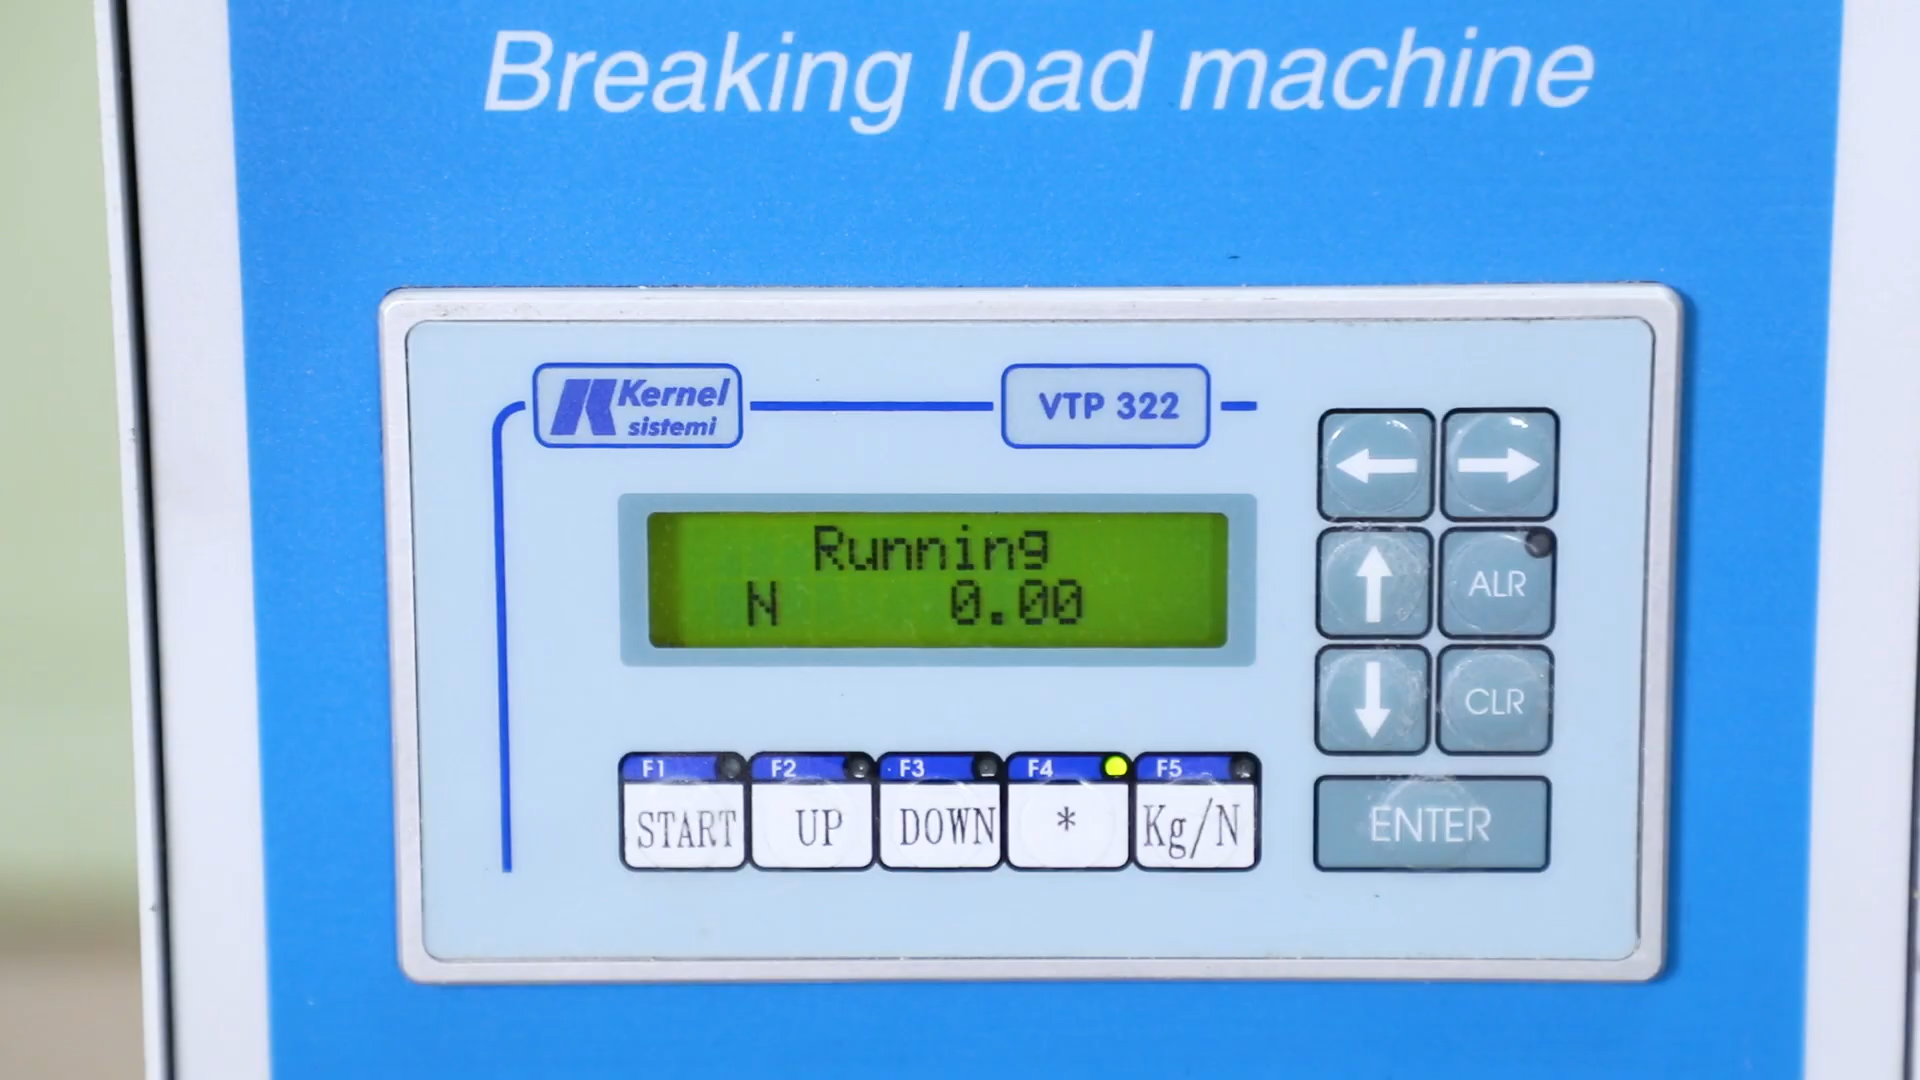 Breaking load machine
Kernel
sistemi
VTP 322
Running
N 0.00
ALR
CLR
F1 F2 F3 F4 F5
START UP DOWN * Kg/N
ENTER